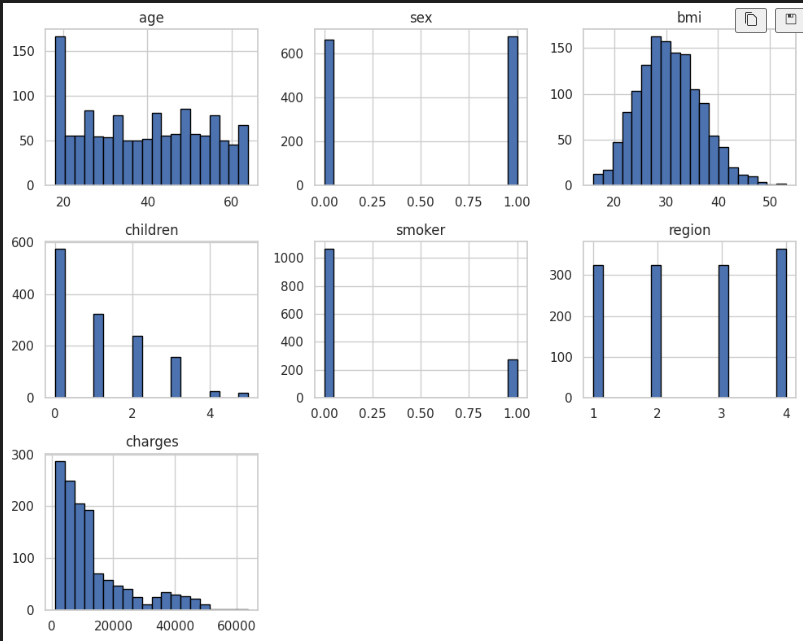 age sex bmi
150 100 50 0
600 400 200 0
150 100 50 0
20 40 60
0.00 0.25 0.50 0.75 1.00
20 30 40 50
children smoker region
600 400 200 0
1000 800 600 400 200 0
300 200 100 0
0 2 4
0.00 0.25 0.50 0.75 1.00
1 2 3 4
charges
300 200 100 0
0 20000 40000 60000